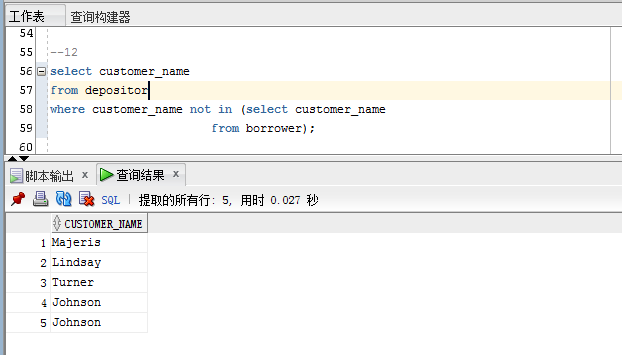 工作表 查询构建器
54
55 --12
56 select customer_name
57 from depositor
58 where customer_name not in (select customer_name
59 from borrower);
60
脚本输出 x 查询结果 x
SQL | 提取的所有行: 5, 用时 0.027 秒
CUSTOMER_NAME
1 Majeris
2 Lindsay
3 Turner
4 Johnson
5 Johnson